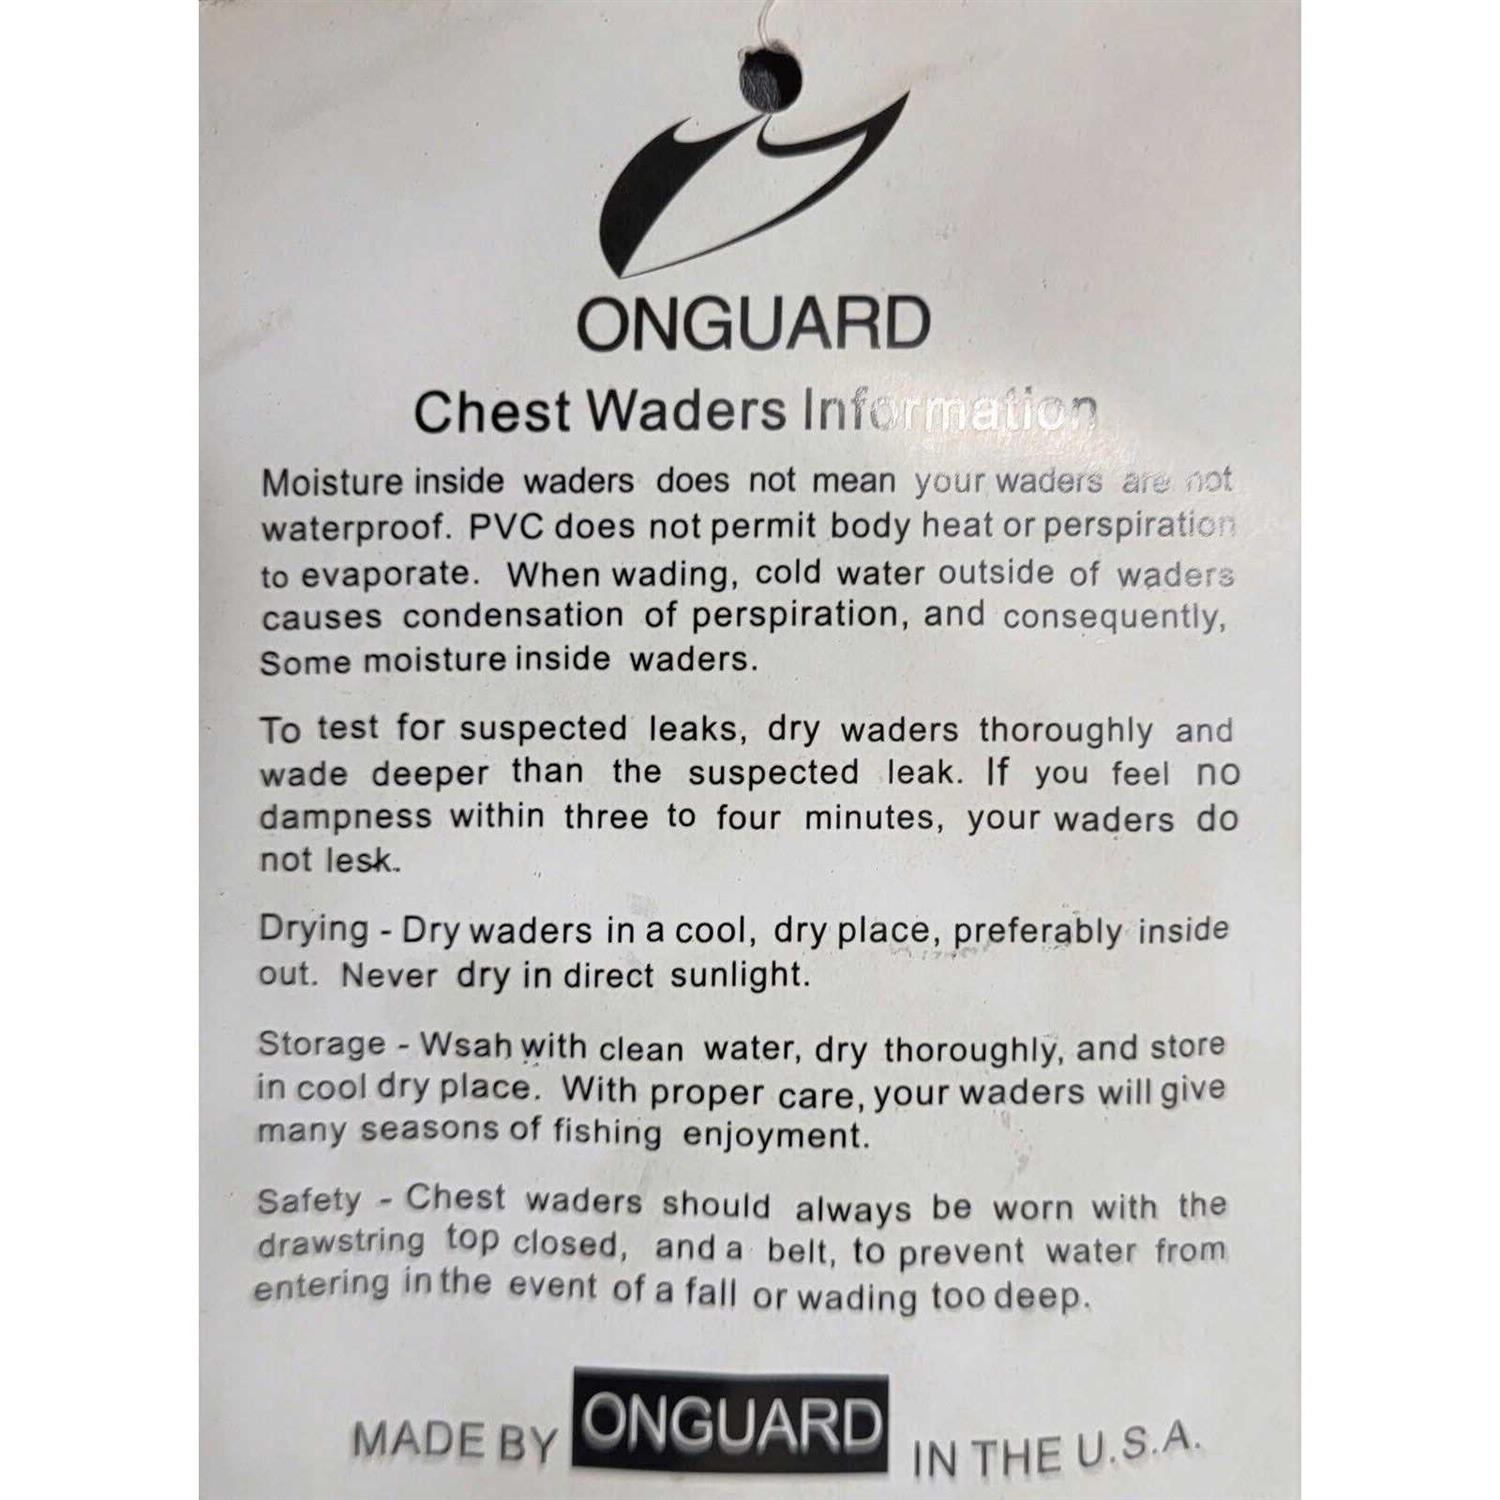 ONGUARD
Chest Waders Information
Moisture inside waders does not mean your waders are not
waterproof. PVC does not permit body heat or perspiration
to evaporate. When wading, cold water outside of waders
causes condensation of perspiration, and consequently,
Some moisture inside waders.
To test for suspected leaks, dry waders thoroughly and
wade deeper than the suspected leak. If you feel no
dampness within three to four minutes, your waders do
not lesk.
Drying - Dry waders in a cool, dry place, preferably inside
out. Never dry in direct sunlight.
Storage - Wsah with clean water, dry thoroughly, and store
in cool dry place. With proper care, your waders will give
many seasons of fishing enjoyment.
Safety - Chest waders should always be worn with the
drawstring top closed, and a belt, to prevent water from
entering in the event of a fall or wading too deep.
MADE BY ONGUARD IN THE U.S.A.